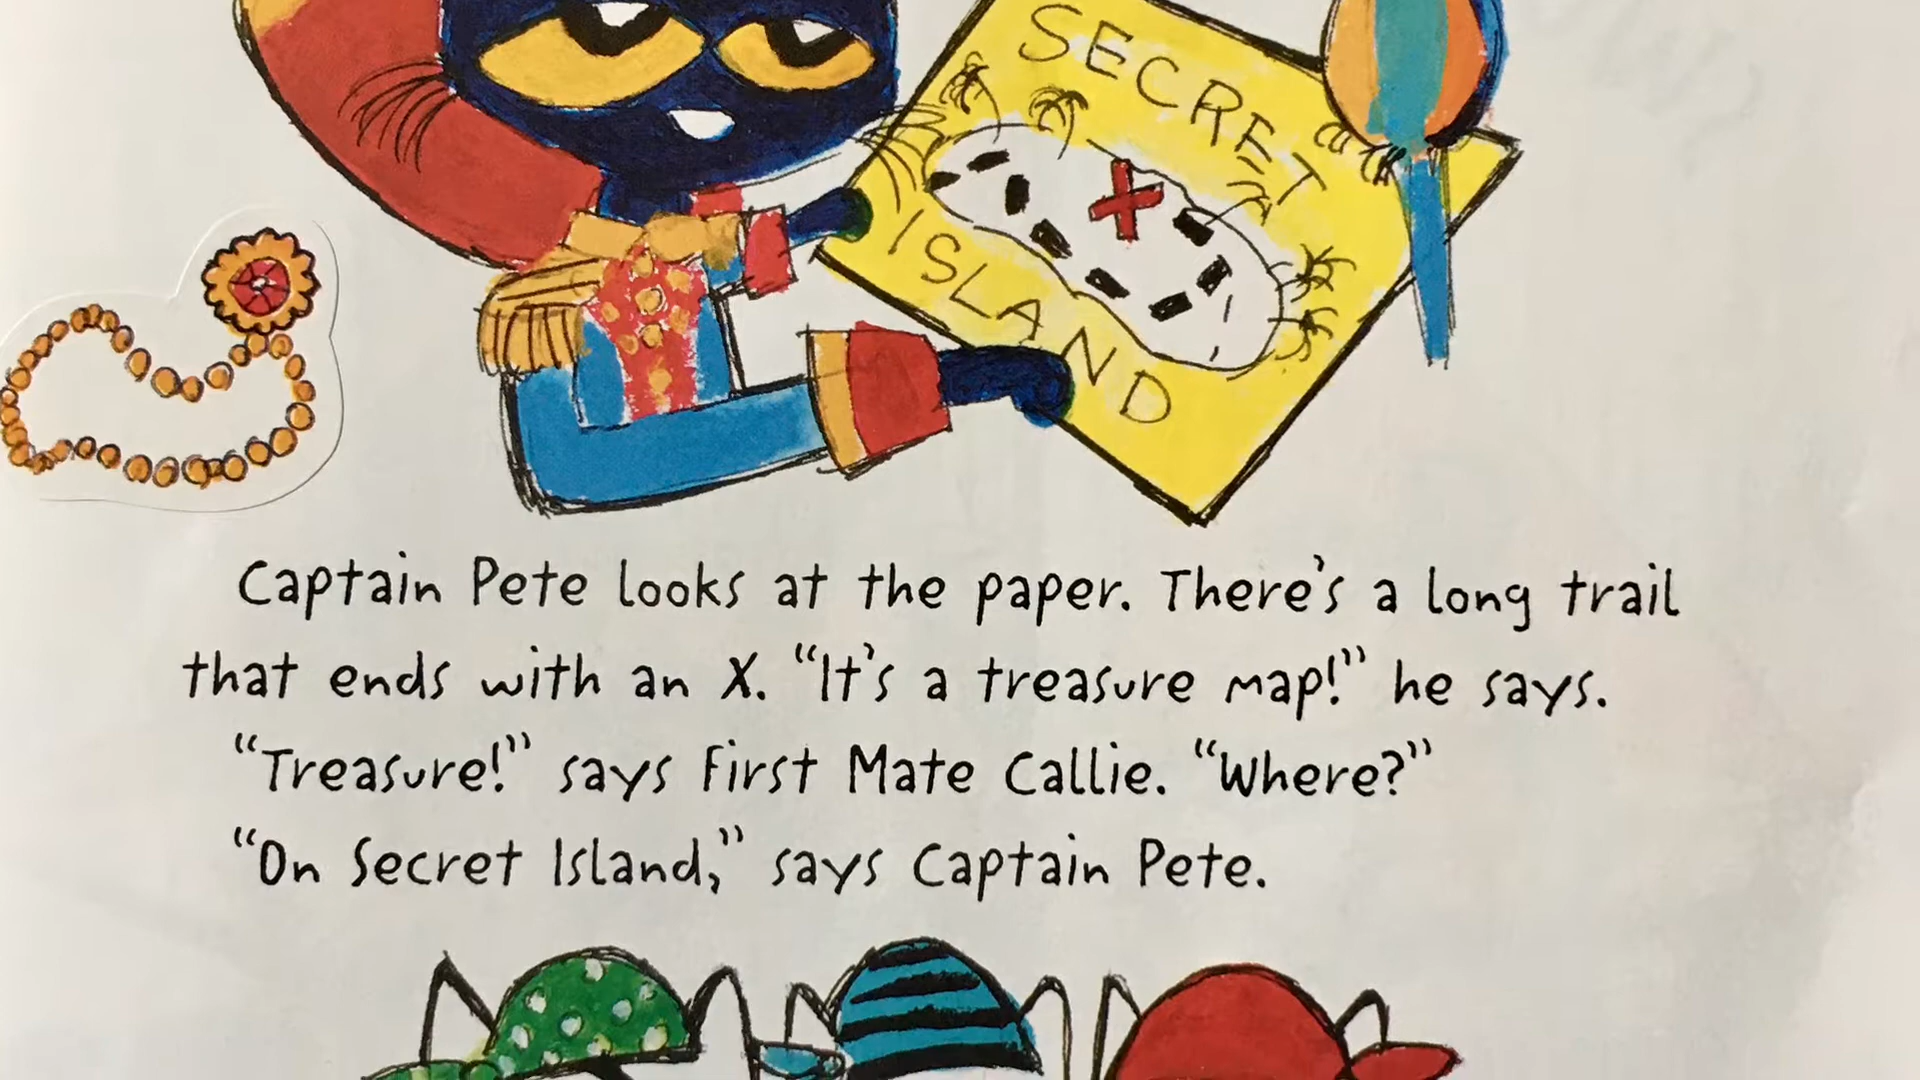 SECRET
ISLAND
Captain Pete looks at the paper. There's a long trail
that ends with an X. "It's a treasure map!" he says.
"Treasure!" says First Mate Callie. "Where?"
"On Secret Island," says Captain Pete.